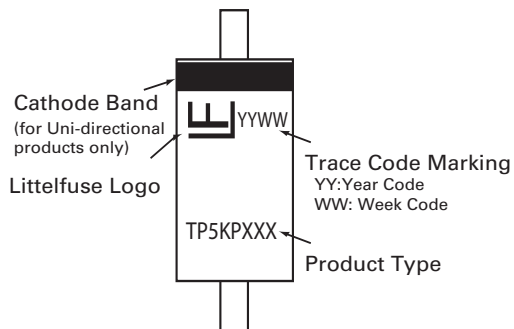 Cathode Band
(for Uni-directional
products only)
Littelfuse Logo
YYWW
Trace Code Marking
YY:Year Code
WW: Week Code
TP5KPXXX
Product Type